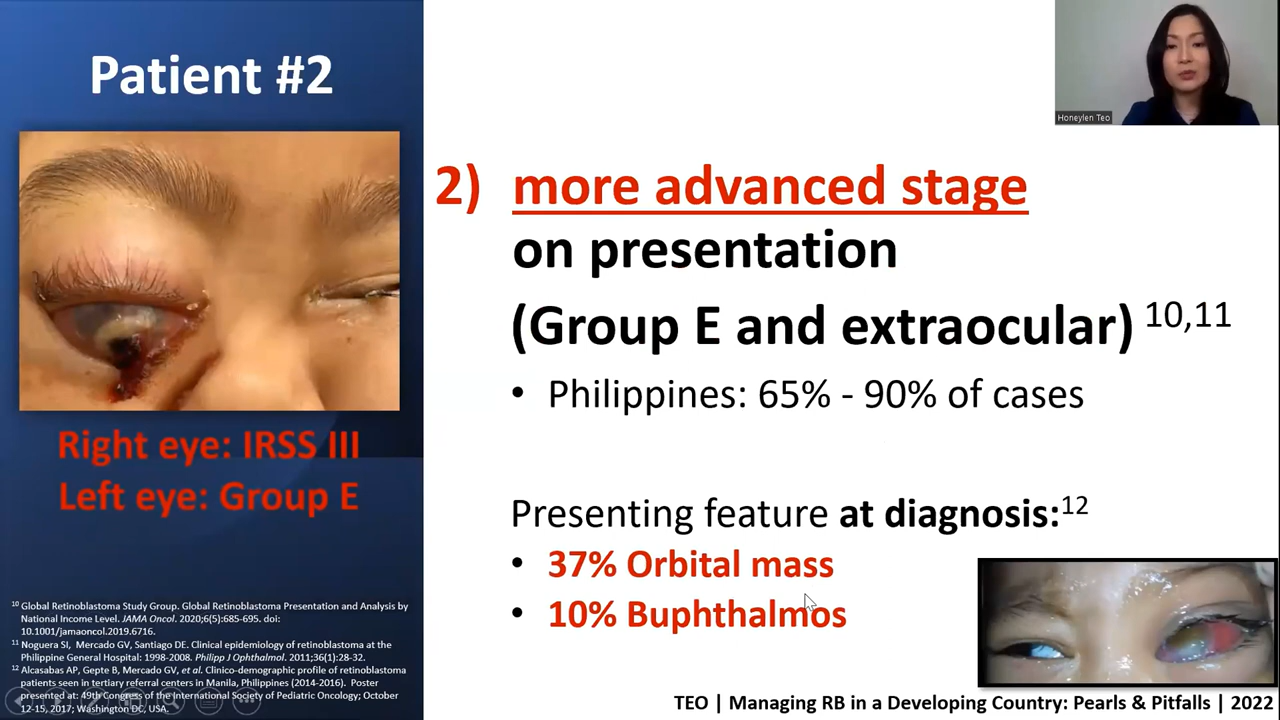 Patient #2
Right eye: IRSS III
Left eye: Group E
10 Global Retinoblastoma Study Group. Global Retinoblastoma Presentation and Analysis by
National Income Level. JAMA Oncol. 2020;6(5):685-695. doi:
10.1001/jamaoncol.2019.6716.
11 Noguera SI, Mercado GV, Santiago DE. Clinical epidemiology of retinoblastoma at the
Philippine General Hospital: 1998-2008. Philipp J Ophthalmol. 2011;36(1):28-32.
12 Alcasabas AP, Gepte B, Mercado GV, et al. Clinico-demographic profile of retinoblastoma
patients seen in tertiary referral centers in Manila, Philippines (2014-2016). Poster
presented at: 49th Congress of the International Society of Pediatric Oncology; October
12-15, 2017; Washington DC, USA.
Honeylen Teo
2) more advanced stage
on presentation
(Group E and extraocular) 10,11
• Philippines: 65% - 90% of cases
Presenting feature at diagnosis:12
• 37% Orbital mass
• 10% Buphthalmos
TEO | Managing RB in a Developing Country: Pearls & Pitfalls | 2022